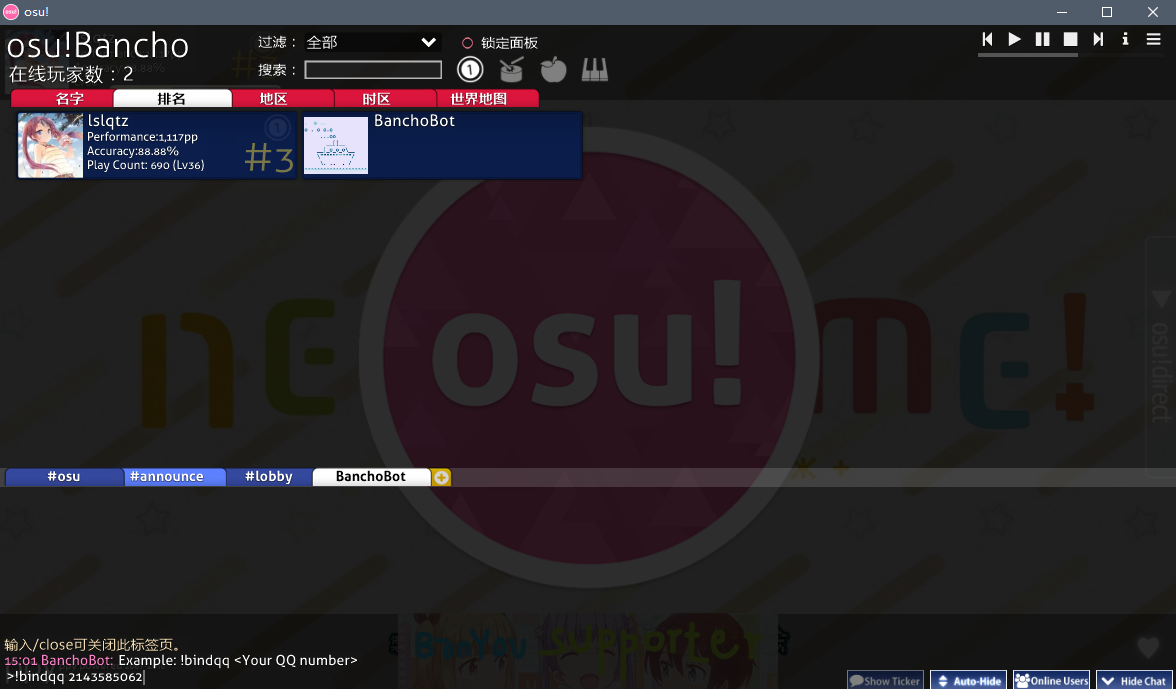 osu!
osu!Bancho
在线玩家数：2
过滤： 全部
锁定面板
搜索：
名字 排名 地区 时区 世界地图
lslqtz
Performance:1,117pp
Accuracy:88.88%
Play Count: 690 (Lv36)
#3
BanchoBot
osu!
osu!direct
#osu #announce #lobby BanchoBot
supporter
输入/close可关闭此标签页。
15:01 BanchoBot: Example: !bindqq <Your QQ number>
>!bindqq 2143585062
Show Ticker Auto-Hide Online Users Hide Chat